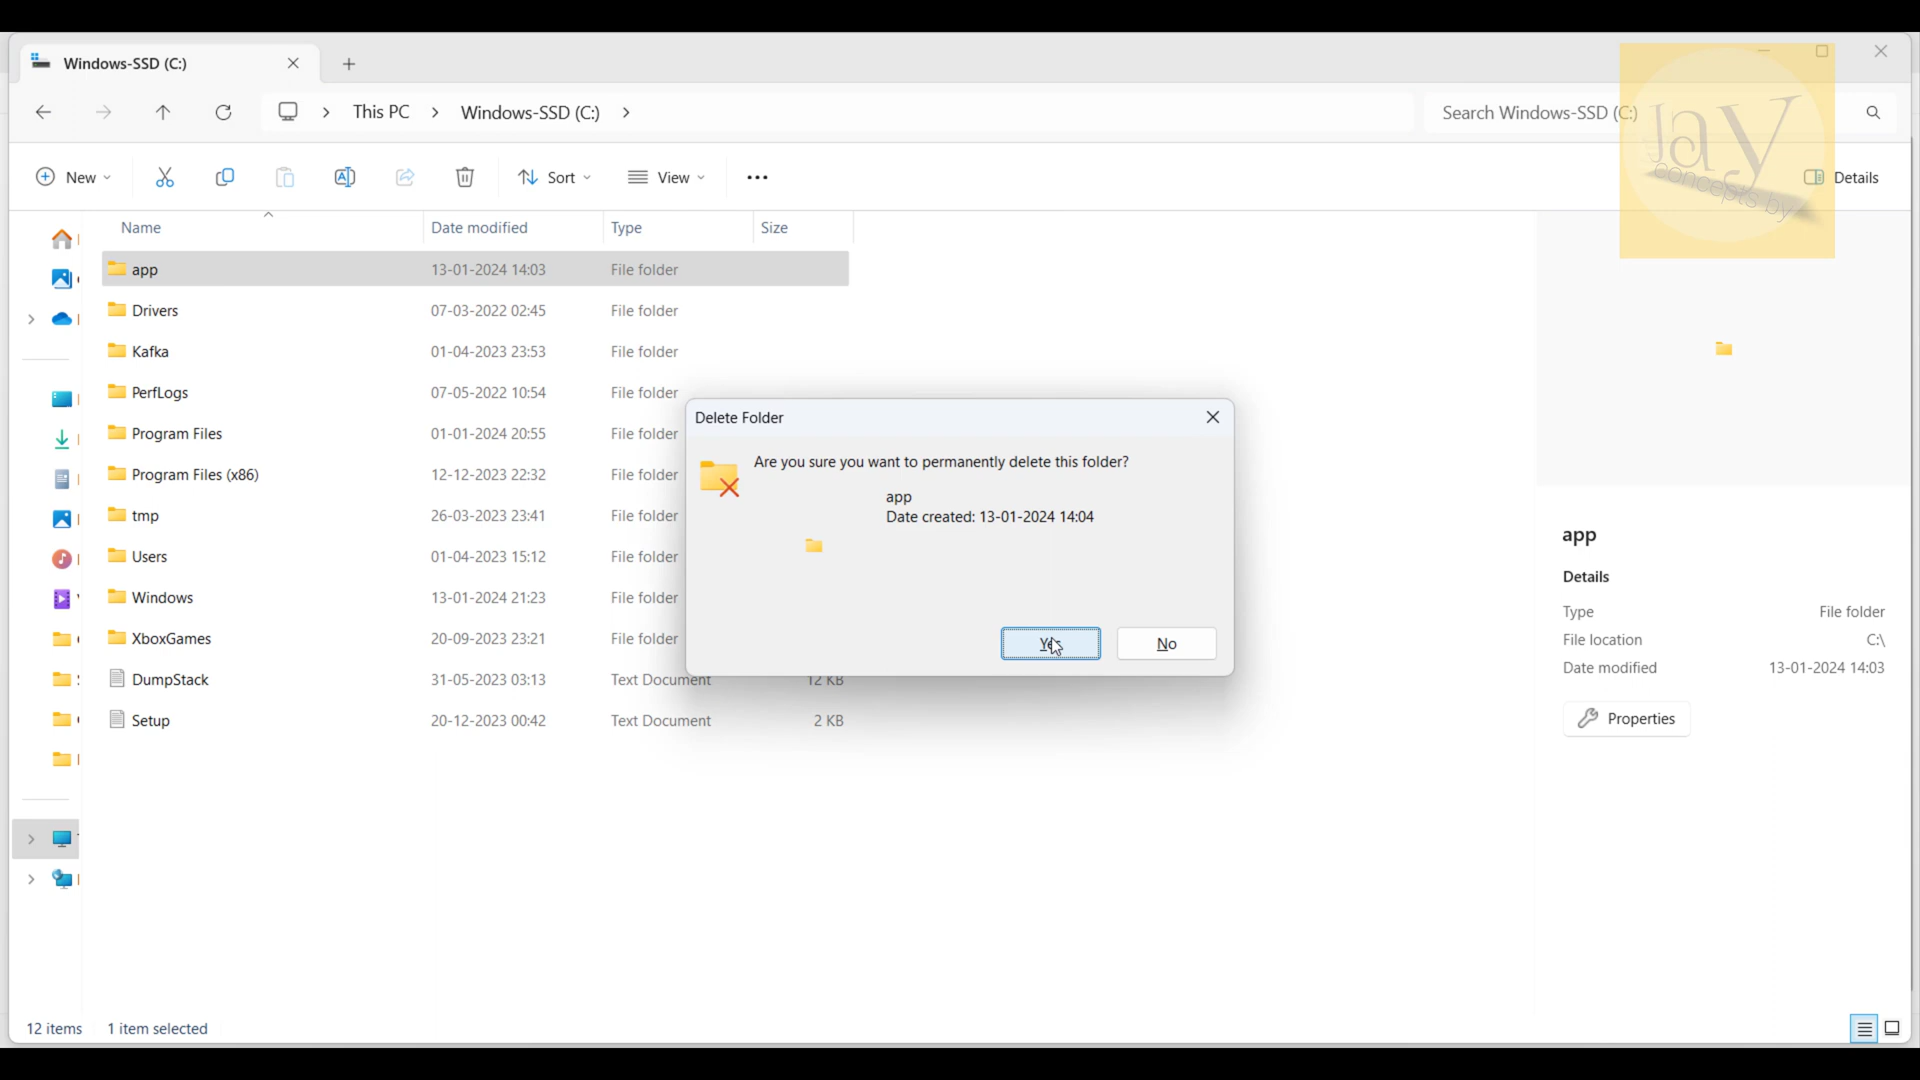 Windows-SSD (C:)
This PC > Windows-SSD (C:) >
Search Windows-SSD (C:)
Jay
concepts by
New
Sort
View
Details
Name Date modified Type Size
app 13-01-2024 14:03 File folder
Drivers 07-03-2022 02:45 File folder
Kafka 01-04-2023 23:53 File folder
PerfLogs 07-05-2022 10:54 File folder
Program Files 01-01-2024 20:55 File folder
Program Files (x86) 12-12-2023 22:32 File folder
tmp 26-03-2023 23:41 File folder
Users 01-04-2023 15:12 File folder
Windows 13-01-2024 21:23 File folder
XboxGames 20-09-2023 23:21 File folder
DumpStack 31-05-2023 03:13 Text Document 12 KB
Setup 20-12-2023 00:42 Text Document 2 KB
Delete Folder
Are you sure you want to permanently delete this folder?
app
Date created: 13-01-2024 14:04
Yes
No
app
Details
Type File folder
File location C:\
Date modified 13-01-2024 14:03
Properties
12 items 1 item selected